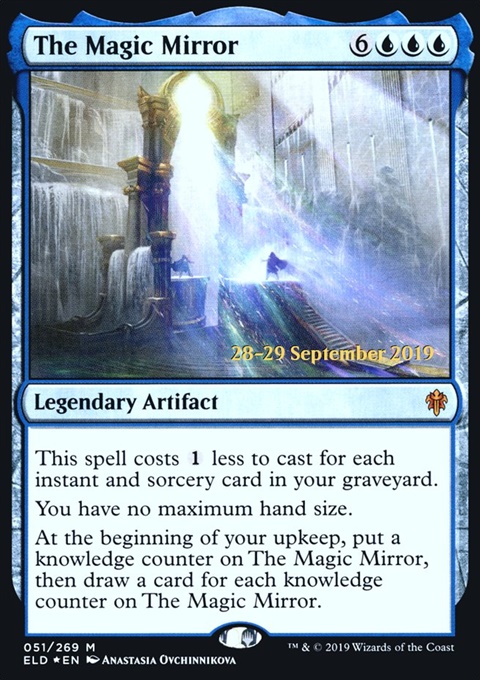 The Magic Mirror 6
28-29 September 2019
Legendary Artifact
This spell costs 1 less to cast for each
instant and sorcery card in your graveyard.
You have no maximum hand size.
At the beginning of your upkeep, put a
knowledge counter on The Magic Mirror,
then draw a card for each knowledge
counter on The Magic Mirror.
051/269 M
™ & © 2019 Wizards of the Coast
ELD ★ EN Anastasia Ovchinnikova